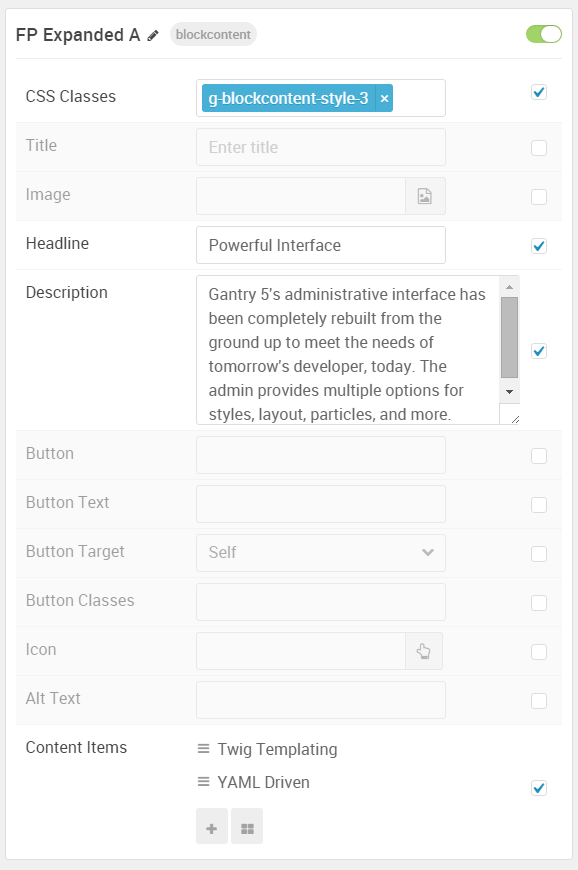 FP Expanded A blockcontent
CSS Classes g-blockcontent-style-3 ×
Title Enter title
Image
Headline Powerful Interface
Description Gantry 5's administrative interface has
been completely rebuilt from the
ground up to meet the needs of
tomorrow's developer, today. The
admin provides multiple options for
styles, layout, particles, and more.
Button
Button Text
Button Target Self
Button Classes
Icon
Alt Text
Content Items Twig Templating
YAML Driven